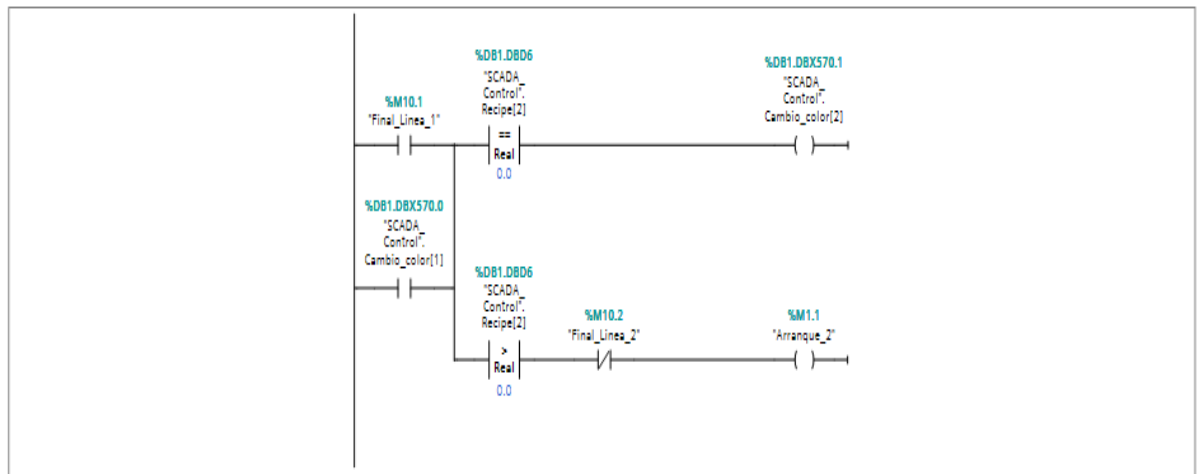 %DB1.DBD6
"SCADA_
Control".
Recipe[2]
==
Real
0.0
%DB1.DBX570.1
"SCADA_
Control".
Cambio_color[2]
%M10.1
"Final_Linea_1"
%DB1.DBX570.0
"SCADA_
Control".
Cambio_color[1]
%DB1.DBD6
"SCADA_
Control".
Recipe[2]
>
Real
0.0
%M10.2
"Final_Linea_2"
%M1.1
"Arranque_2"